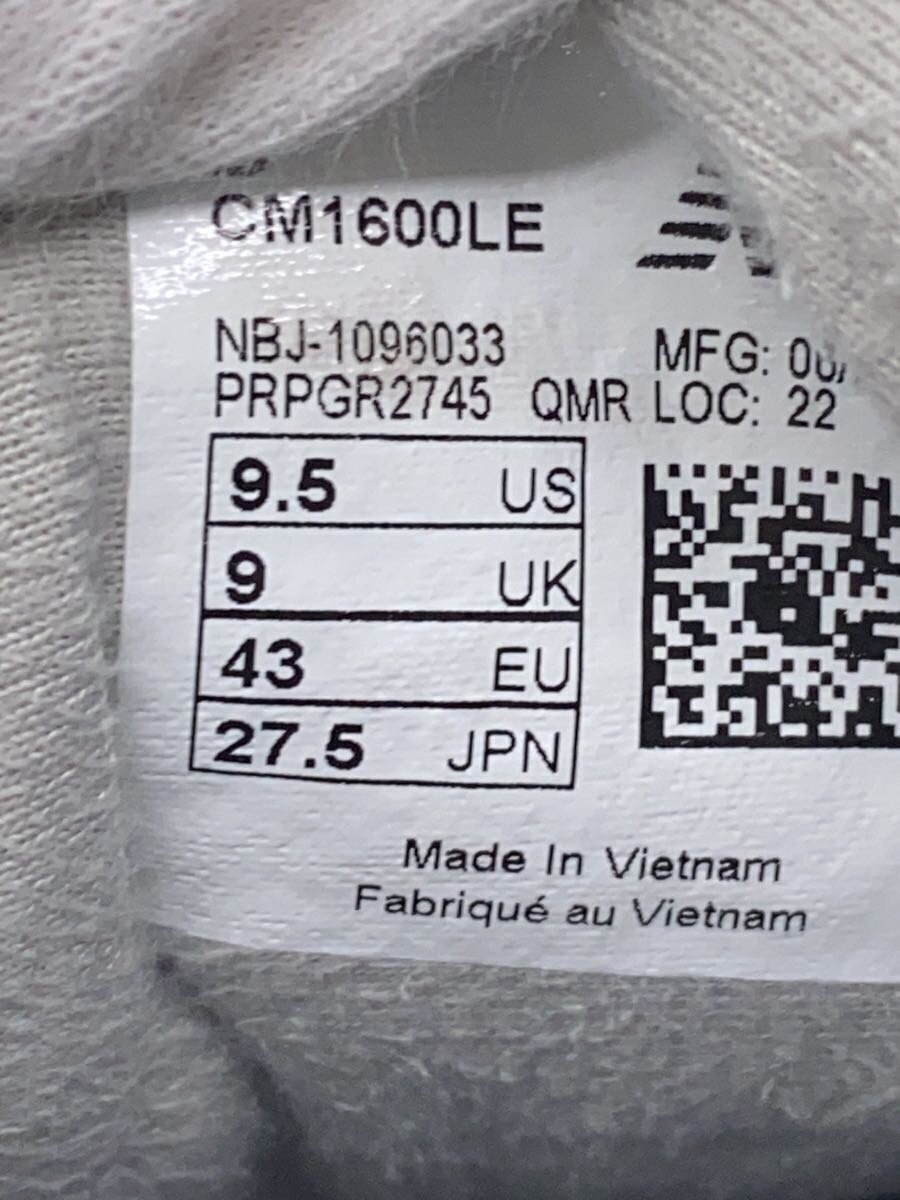 CM1600LE
NBJ-1096033 MFG:
PRPGR2745 QMR LOC: 22
9.5 US
9 UK
43 EU
27.5 JPN
Made In Vietnam
Fabriqué au Vietnam